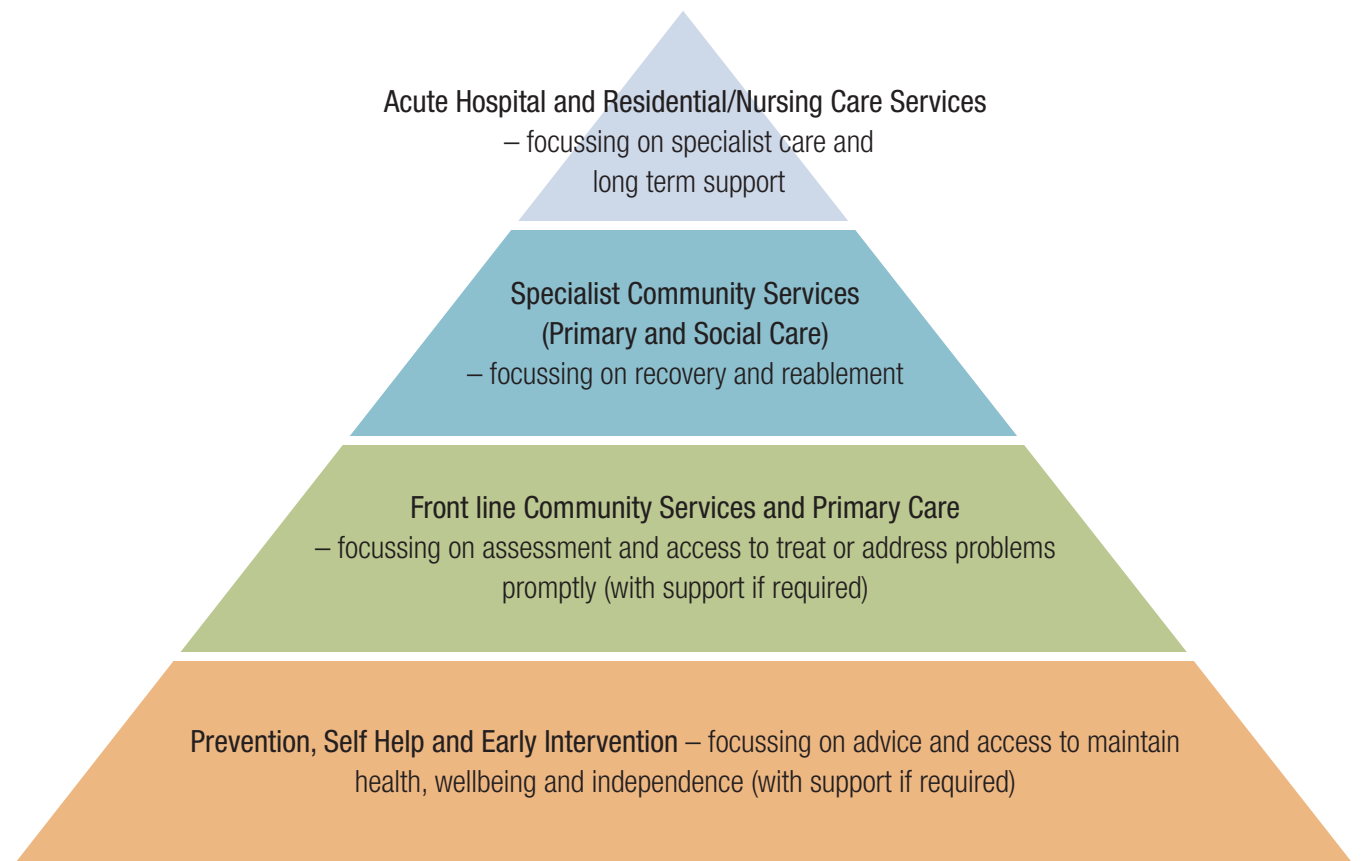 Acute Hospital and Residential/Nursing Care Services
– focussing on specialist care and
long term support
Specialist Community Services
(Primary and Social Care)
– focussing on recovery and reablement
Front line Community Services and Primary Care
– focussing on assessment and access to treat or address problems
promptly (with support if required)
Prevention, Self Help and Early Intervention – focussing on advice and access to maintain
health, wellbeing and independence (with support if required)